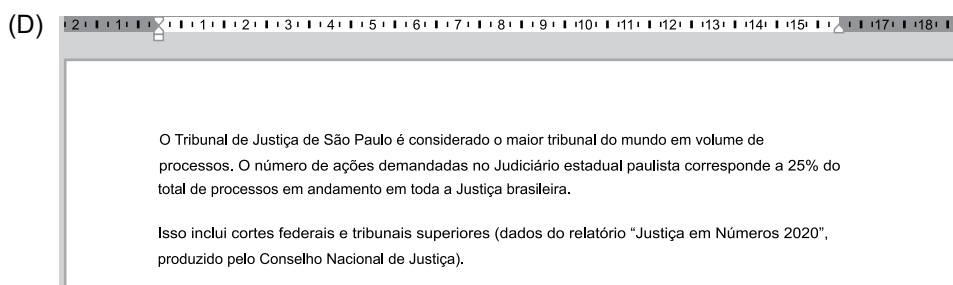 (D)
2 1 1 2 3 4 5 6 7 8 9 10 11 12 13 14 15 17 18
O Tribunal de Justiça de São Paulo é considerado o maior tribunal do mundo em volume de
processos. O número de ações demandadas no Judiciário estadual paulista corresponde a 25% do
total de processos em andamento em toda a Justiça brasileira.
Isso inclui cortes federais e tribunais superiores (dados do relatório “Justiça em Números 2020”,
produzido pelo Conselho Nacional de Justiça).